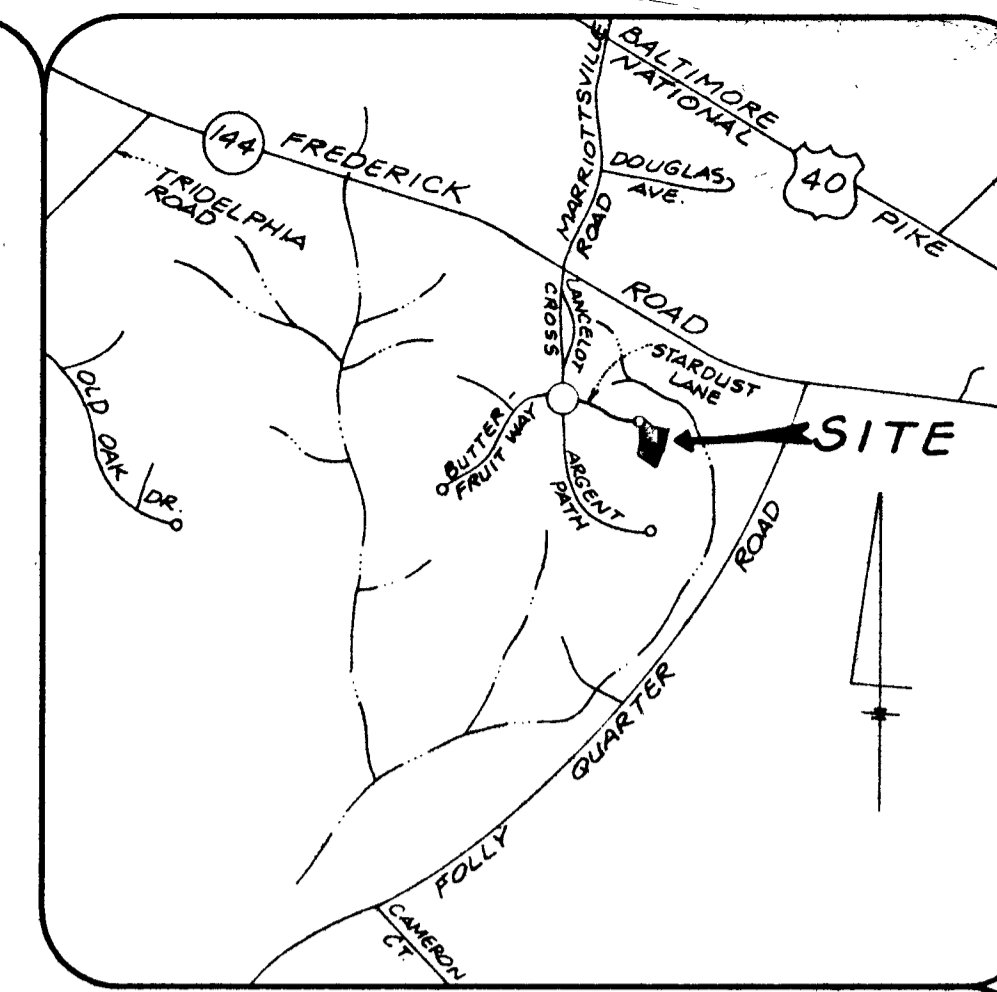 BALTIMORE
NATIONAL
PIKE
40
MARRIOTTSVILLE
ROAD
DOUGLAS
AVE.
144
FREDERICK
ROAD
TRIDELPHIA
ROAD
LANCELOT
CROSS
STARDUST
LANE
SITE
OLD OAK DR.
BUTTER
FRUIT WAY
ARGENT
PATH
FOLLY QUARTER ROAD
CAMERON
CT.